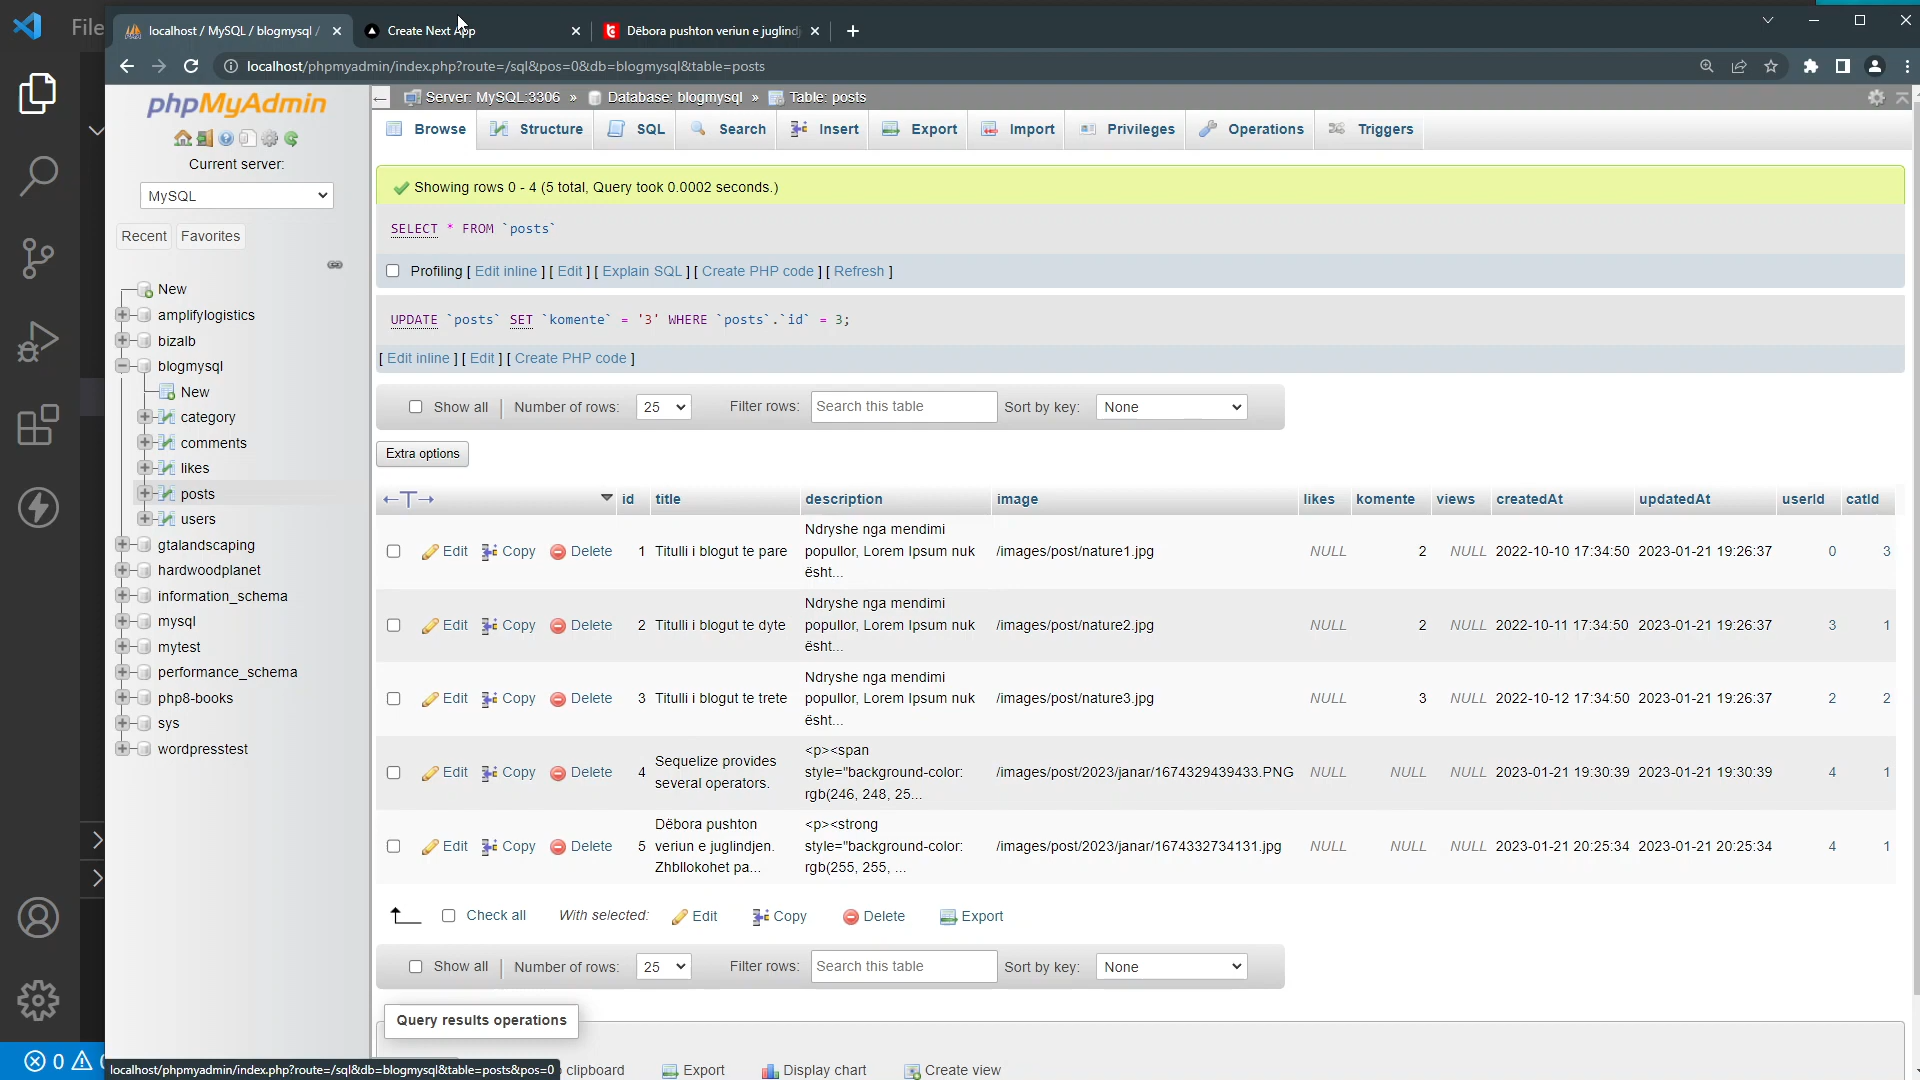 File
localhost / MySQL / blogmysql /
Create Next App
Dëbora pushton veriun e juglind
localhost/phpmyadmin/index.php?route=/sql&pos=0&db=blogmysql&table=posts
phpMyAdmin
Current server:
MySQL
Recent
Favorites
New
amplifylogistics
bizalb
blogmysql
New
category
comments
likes
posts
users
gtalandscaping
hardwoodplanet
information_schema
mysql
mytest
performance_schema
php8-books
sys
wordpresstest
Server: MySQL:3306 » Database: blogmysql » Table: posts
Browse Structure SQL Search Insert Export Import Privileges Operations Triggers
Showing rows 0 - 4 (5 total, Query took 0.0002 seconds.)
SELECT * FROM `posts`
Profiling [ Edit inline ] [ Edit ] [ Explain SQL ] [ Create PHP code ] [ Refresh ]
UPDATE `posts` SET `komente` = '3' WHERE `posts`.`id` = 3;
[ Edit inline ] [ Edit ] [ Create PHP code ]
Show all | Number of rows: 25 Filter rows: Search this table Sort by key: None
Extra options
←T→ id title description image likes komente views createdAt updatedAt userId catId
Ndryshe nga mendimi
Edit Copy Delete 1 Titulli i blogut te pare popullor, Lorem Ipsum nuk /images/post/nature1.jpg NULL 2 NULL 2022-10-10 17:34:50 2023-01-21 19:26:37 0 3
është...
Ndryshe nga mendimi
Edit Copy Delete 2 Titulli i blogut te dyte popullor, Lorem Ipsum nuk /images/post/nature2.jpg NULL 2 NULL 2022-10-11 17:34:50 2023-01-21 19:26:37 3 1
është...
Ndryshe nga mendimi
Edit Copy Delete 3 Titulli i blogut te trete popullor, Lorem Ipsum nuk /images/post/nature3.jpg NULL 3 NULL 2022-10-12 17:34:50 2023-01-21 19:26:37 2 2
është...
<p><span
Sequelize provides
Edit Copy Delete 4 several operators. style="background-color: /images/post/2023/janar/1674329439433.PNG NULL NULL NULL 2023-01-21 19:30:39 2023-01-21 19:30:39 4 1
rgb(246, 248, 25...
Dëbora pushton <p><strong
Edit Copy Delete 5 veriun e juglindjen. style="background-color: /images/post/2023/janar/1674332734131.jpg NULL NULL NULL 2023-01-21 20:25:34 2023-01-21 20:25:34 4 1
Zhbllokohet pa... rgb(255, 255, ...
Check all With selected: Edit Copy Delete Export
Show all | Number of rows: 25 Filter rows: Search this table Sort by key: None
Query results operations
clipboard Export Display chart Create view
0
localhost/phpmyadmin/index.php?route=/sql&db=blogmysql&table=posts&pos=0